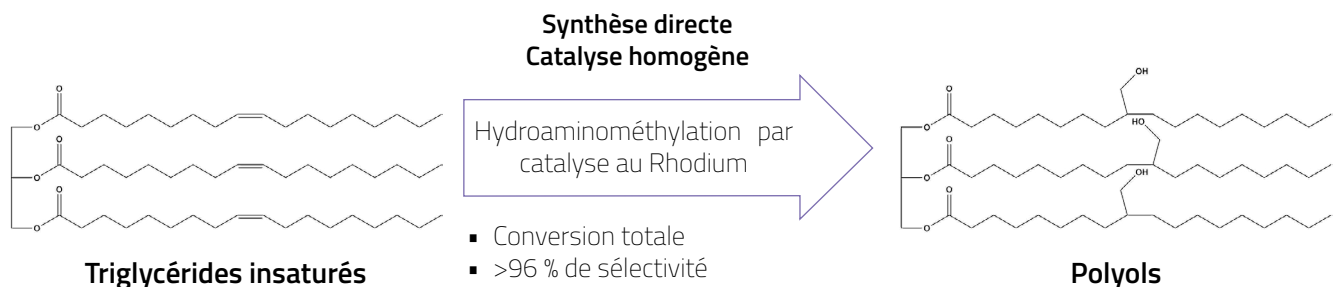 Synthèse directe
Catalyse homogène
Hydroaminométhylation par
catalyse au Rhodium
▪ Conversion totale
▪ >96 % de sélectivité
O
O
O
O
O
O
Triglycérides insaturés
OH
O
O
HO
O
O
OH
O
O
Polyols